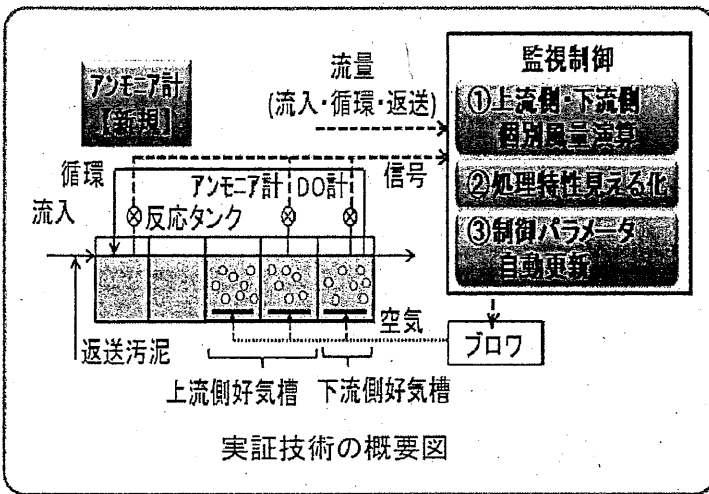 アンモニア計
【新規】
流量
(流入・循環・返送)
監視制御
①上流側・下流側
個別風量演算
②処理特性見える化
③制御パラメータ
自動更新
循環
アンモニア計
DO計
信号
流入
反応タンク
空気
返送汚泥
ブロワ
上流側好気槽
下流側好気槽
実証技術の概要図